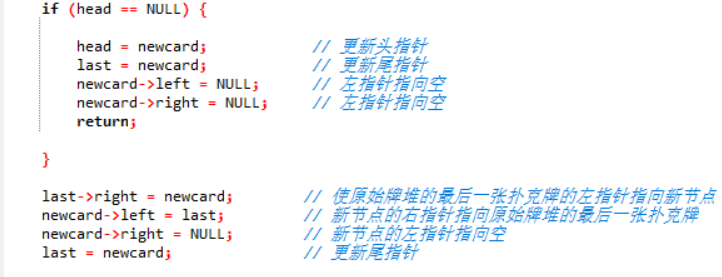 if (head == NULL) {
head = newcard; // 更新头指针
last = newcard; // 更新尾指针
newcard->left = NULL; // 左指针指向空
newcard->right = NULL; // 左指针指向空
return;
}
last->right = newcard; // 使原始牌堆的最后一张扑克牌的左指针指向新节点
newcard->left = last; // 新节点的右指针指向原始牌堆的最后一张扑克牌
newcard->right = NULL; // 新节点的左指针指向空
last = newcard; // 更新尾指针